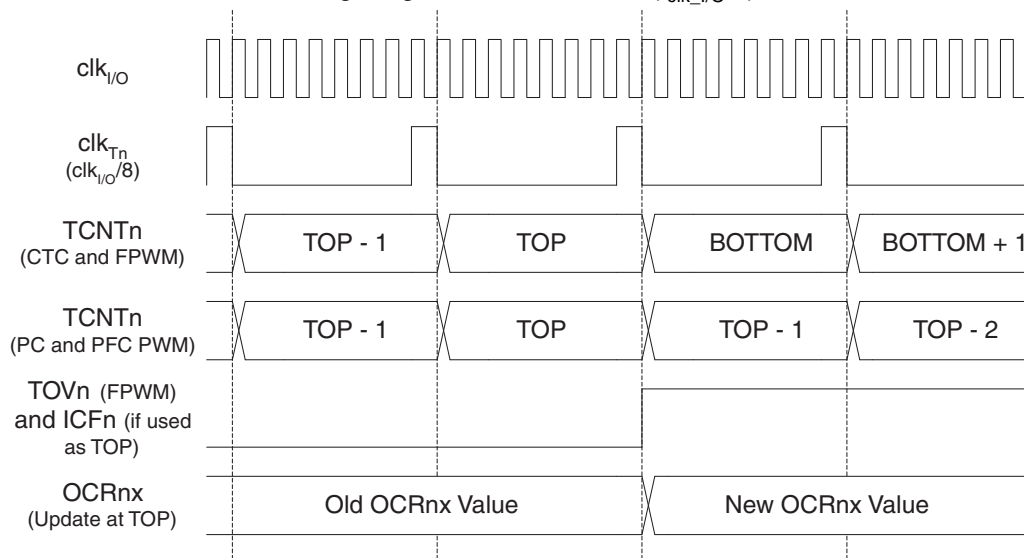 clk_I/O
clk_I/O
clk_Tn
(clk_I/O/8)
TCNTn
(CTC and FPWM)
TOP - 1
TOP
BOTTOM
BOTTOM + 1
TCNTn
(PC and PFC PWM)
TOP - 1
TOP
TOP - 1
TOP - 2
TOVn (FPWM)
and ICFn (if used
as TOP)
OCRnx
(Update at TOP)
Old OCRnx Value
New OCRnx Value